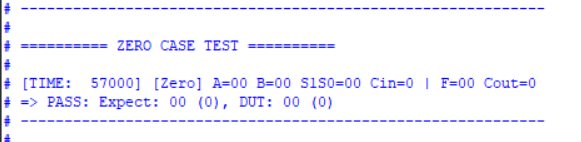 # ------------------------------------------------------------
#
# ========== ZERO CASE TEST ==========
#
# [TIME:  57000] [Zero] A=00 B=00 S1S0=00 Cin=0 | F=00 Cout=0
# => PASS: Expect: 00 (0), DUT: 00 (0)
# ------------------------------------------------------------
#